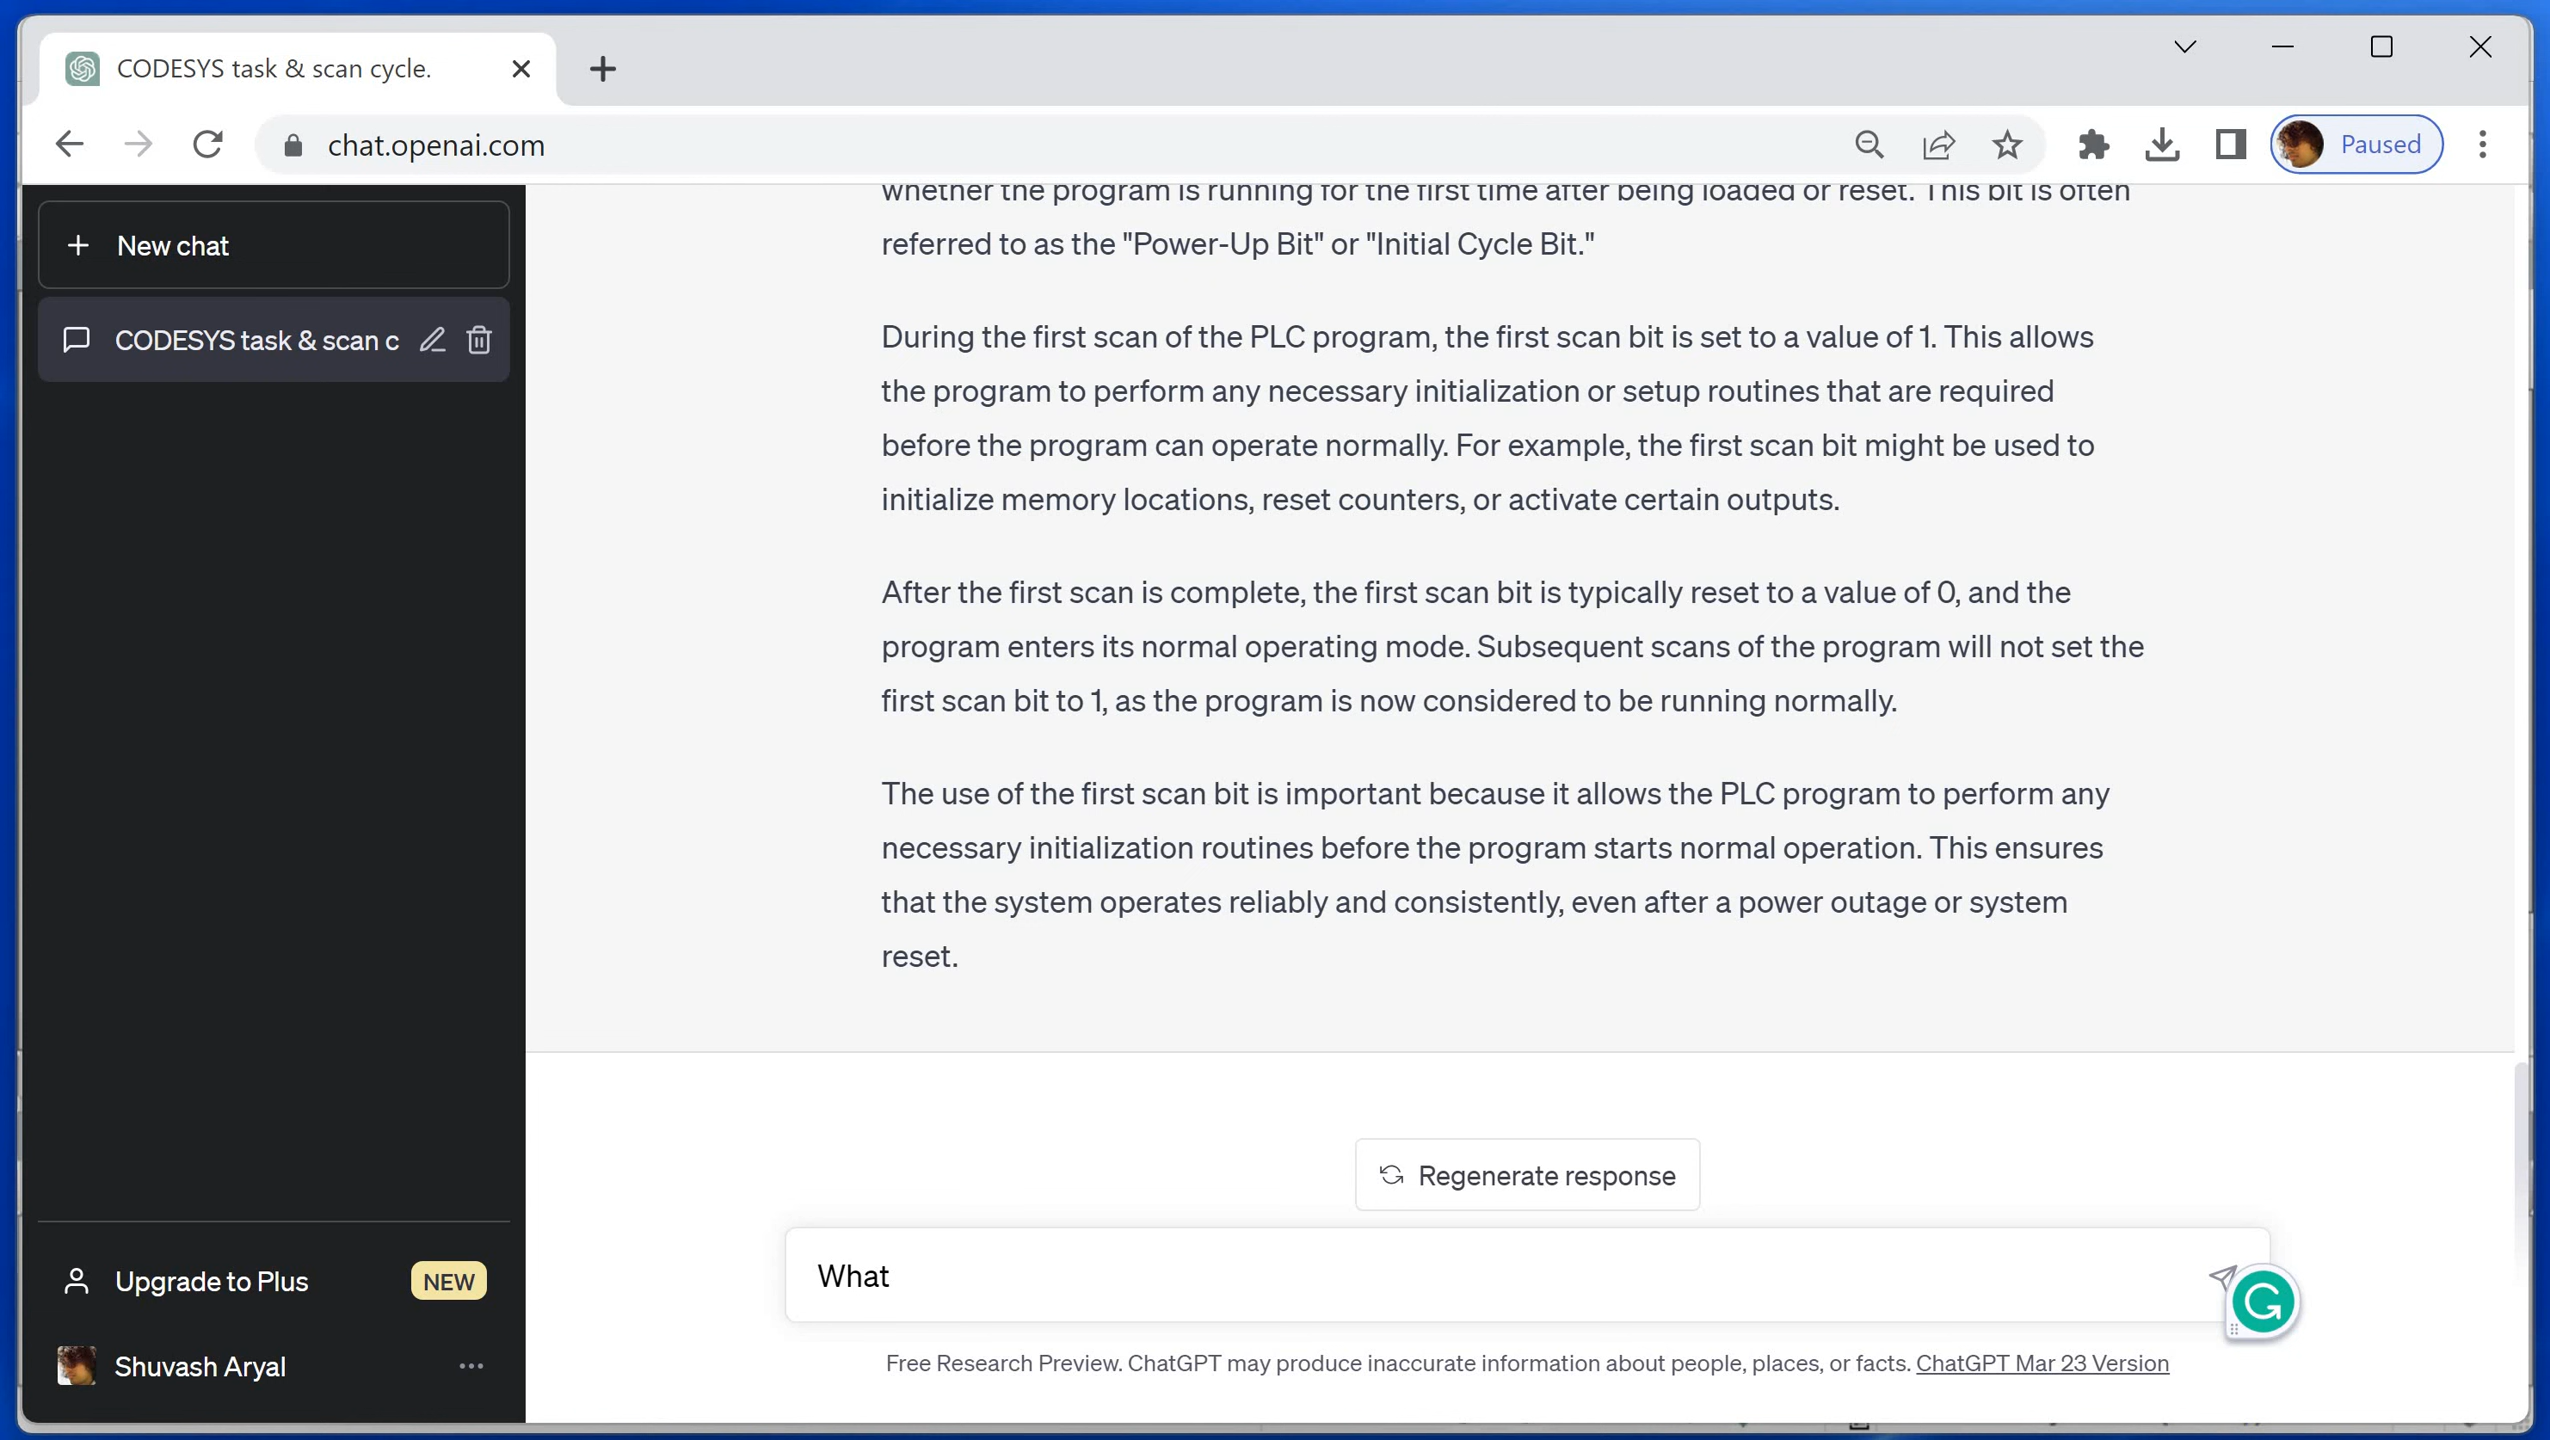 CODESYS task & scan cycle.
chat.openai.com
Paused
New chat
CODESYS task & scan c
whether the program is running for the first time after being loaded or reset. This bit is often
referred to as the "Power-Up Bit" or "Initial Cycle Bit."
During the first scan of the PLC program, the first scan bit is set to a value of 1. This allows
the program to perform any necessary initialization or setup routines that are required
before the program can operate normally. For example, the first scan bit might be used to
initialize memory locations, reset counters, or activate certain outputs.
After the first scan is complete, the first scan bit is typically reset to a value of 0, and the
program enters its normal operating mode. Subsequent scans of the program will not set the
first scan bit to 1, as the program is now considered to be running normally.
The use of the first scan bit is important because it allows the PLC program to perform any
necessary initialization routines before the program starts normal operation. This ensures
that the system operates reliably and consistently, even after a power outage or system
reset.
Regenerate response
What
Upgrade to Plus NEW
Shuvash Aryal
Free Research Preview. ChatGPT may produce inaccurate information about people, places, or facts. ChatGPT Mar 23 Version